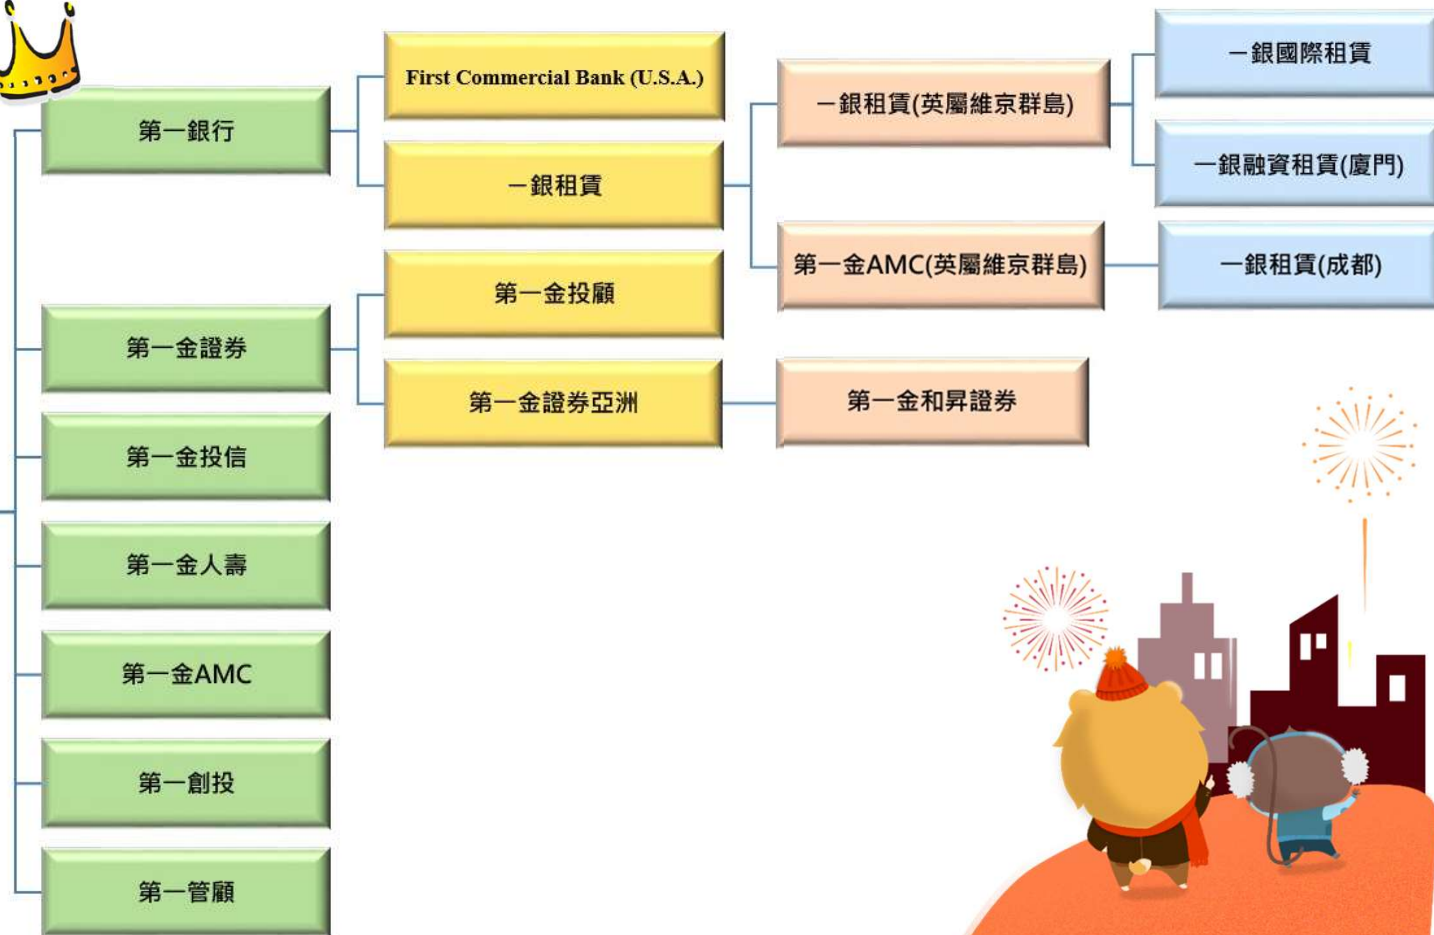 第一銀行
First Commercial Bank (U.S.A.)
一銀租賃
一銀租賃(英屬維京群島)
一銀國際租賃
一銀融資租賃(廈門)
第一金AMC(英屬維京群島)
一銀租賃(成都)
第一金證券
第一金投顧
第一金證券亞洲
第一金和昇證券
第一金投信
第一金人壽
第一金AMC
第一創投
第一管顧